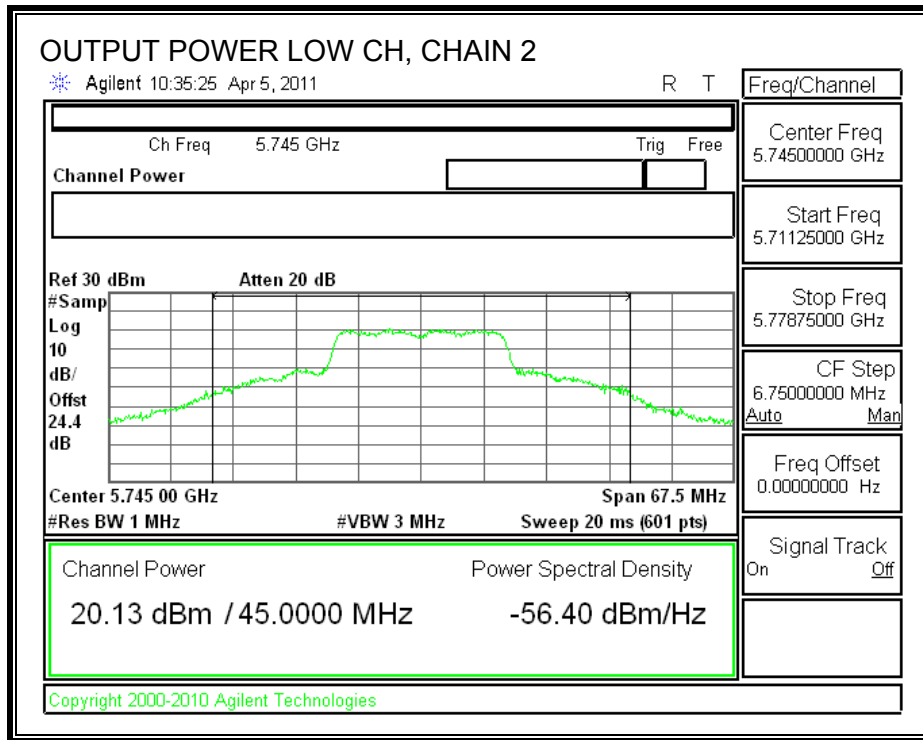 OUTPUT POWER LOW CH, CHAIN 2
Agilent 10:35:25 Apr 5, 2011 R T
Freq/Channel
Ch Freq 5.745 GHz Trig Free
Channel Power
Center Freq
5.74500000 GHz
Start Freq
5.71125000 GHz
Stop Freq
5.77875000 GHz
CF Step
6.75000000 MHz
Auto Man
Freq Offset
0.00000000 Hz
Signal Track
On Off
Ref 30 dBm Atten 20 dB
#Samp
Log
10
dB/
Offst
24.4
dB
Center 5.745 00 GHz Span 67.5 MHz
#Res BW 1 MHz #VBW 3 MHz Sweep 20 ms (601 pts)
Channel Power Power Spectral Density
20.13 dBm / 45.0000 MHz -56.40 dBm/Hz
Copyright 2000-2010 Agilent Technologies